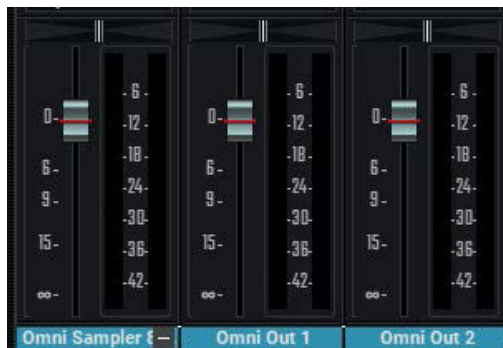 - 6 - - 6 - - 6 -
0- -12 - 0- -12 - 0- -12 -
-18- -18- -18-
6- 6- 6-
-24- -24- -24-
9- 9- 9-
-30- -30- -30-
15- -36- 15- -36- 15- -36-
-42- -42- -42-
∞- ∞- ∞-
Omni Sampler – Omni Out 1 Omni Out 2